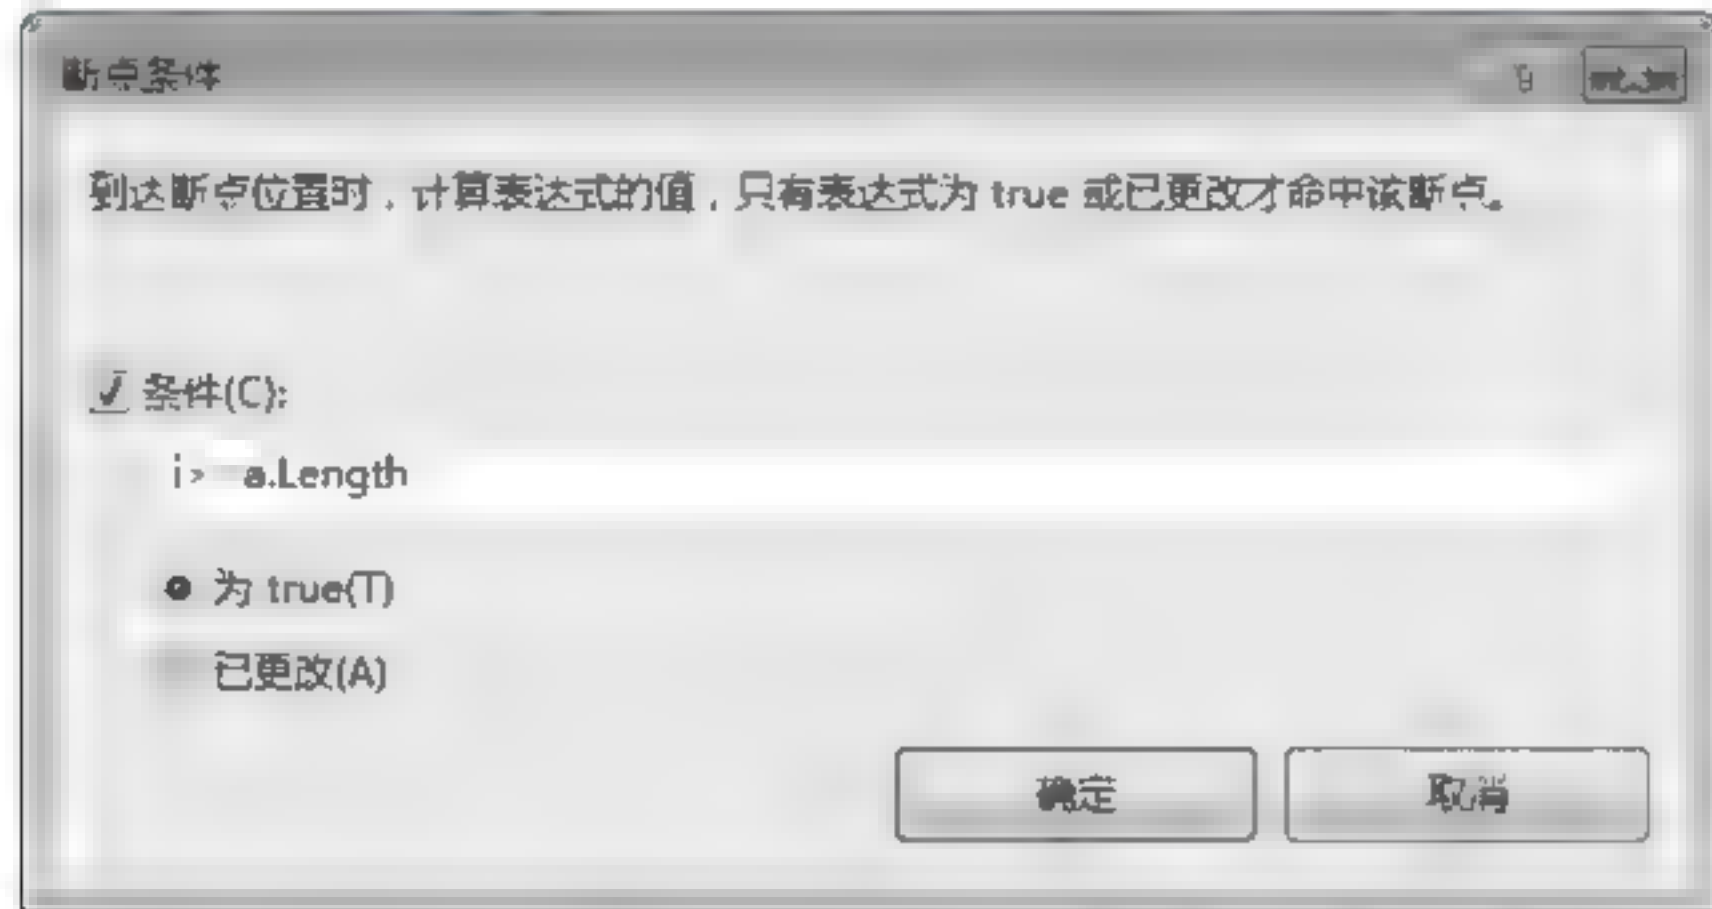 断点条件
到达断点位置时，计算表达式的值，只有表达式为 true 或已更改才命中该断点。
条件(C):
a.Length
为 true(T)
已更改(A)
确定
取消